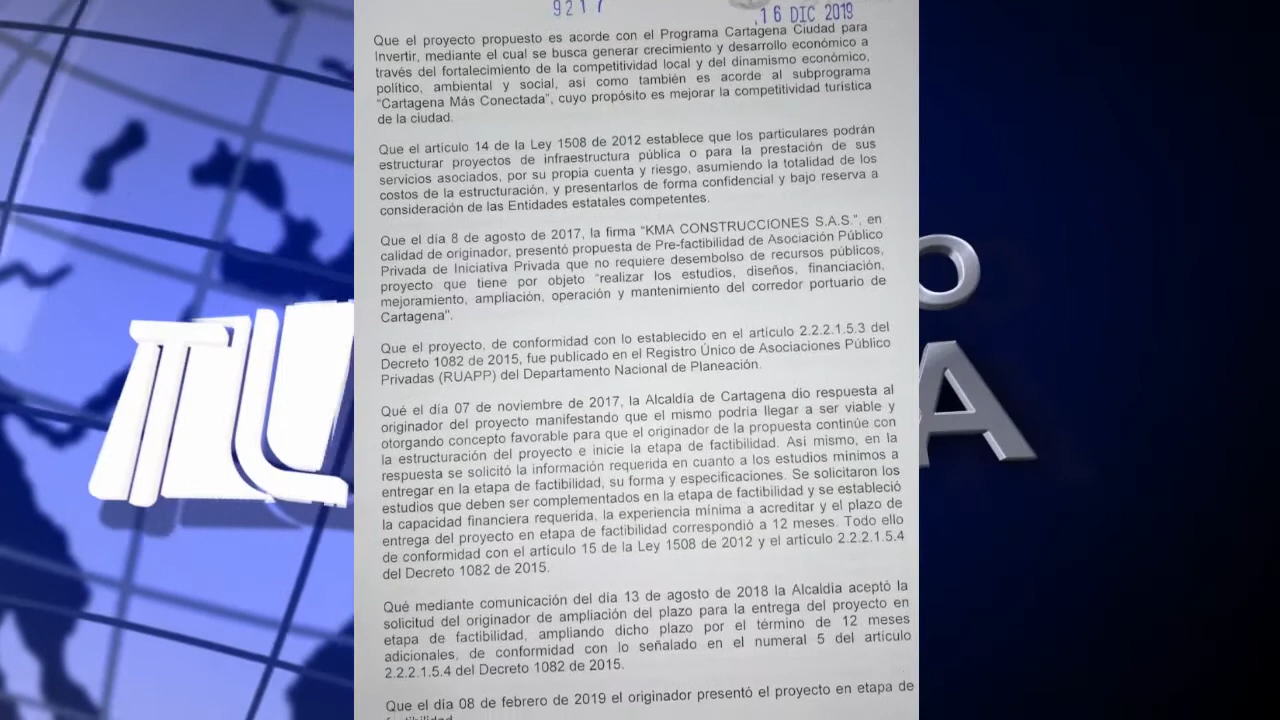 9217
16 DIC 2019
Que el proyecto propuesto es acorde con el Programa Cartagena Ciudad para
Invertir, mediante el cual se busca generar crecimiento y desarrollo económico a
través del fortalecimiento de la competitividad local y del dinamismo económico,
político, ambiental y social, así como también es acorde al subprograma
"Cartagena Más Conectada", cuyo propósito es mejorar la competitividad turística
de la ciudad.
Que el artículo 14 de la Ley 1508 de 2012 establece que los particulares podrán
estructurar proyectos de infraestructura pública o para la prestación de sus
servicios asociados, por su propia cuenta y riesgo, asumiendo la totalidad de los
costos de la estructuración, y presentarlos de forma confidencial y bajo reserva a
consideración de las Entidades estatales competentes.
Que el día 8 de agosto de 2017, la firma "KMA CONSTRUCCIONES S.A.S.", en
calidad de originador, presentó propuesta de Pre-factibilidad de Asociación Público
Privada de Iniciativa Privada que no requiere desembolso de recursos públicos,
proyecto que tiene por objeto "realizar los estudios, diseños, financiación,
mejoramiento, ampliación, operación y mantenimiento del corredor portuario de
Cartagena".
Que el proyecto, de conformidad con lo establecido en el artículo 2.2.2.1.5.3 del
Decreto 1082 de 2015, fue publicado en el Registro Único de Asociaciones Público
Privadas (RUAPP) del Departamento Nacional de Planeación.
Qué el día 07 de noviembre de 2017, la Alcaldía de Cartagena dio respuesta al
originador del proyecto manifestando que el mismo podría llegar a ser viable y
otorgando concepto favorable para que el originador de la propuesta continúe con
la estructuración del proyecto e inicie la etapa de factibilidad. Así mismo, en la
respuesta se solicitó la información requerida en cuanto a los estudios mínimos a
entregar en la etapa de factibilidad, su forma y especificaciones. Se solicitaron los
estudios que deben ser complementados en la etapa de factibilidad y se estableció
la capacidad financiera requerida, la experiencia mínima a acreditar y el plazo de
entrega del proyecto en etapa de factibilidad correspondió a 12 meses. Todo ello
de conformidad con el artículo 15 de la Ley 1508 de 2012 y el artículo 2.2.2.1.5.4
del Decreto 1082 de 2015.
Qué mediante comunicación del día 13 de agosto de 2018 la Alcaldía aceptó la
solicitud del originador de ampliación del plazo para la entrega del proyecto en
etapa de factibilidad, ampliando dicho plazo por el término de 12 meses
adicionales, de conformidad con lo señalado en el numeral 5 del artículo
2.2.2.1.5.4 del Decreto 1082 de 2015.
Que el día 08 de febrero de 2019 el originador presentó el proyecto en etapa de
TU
O
A